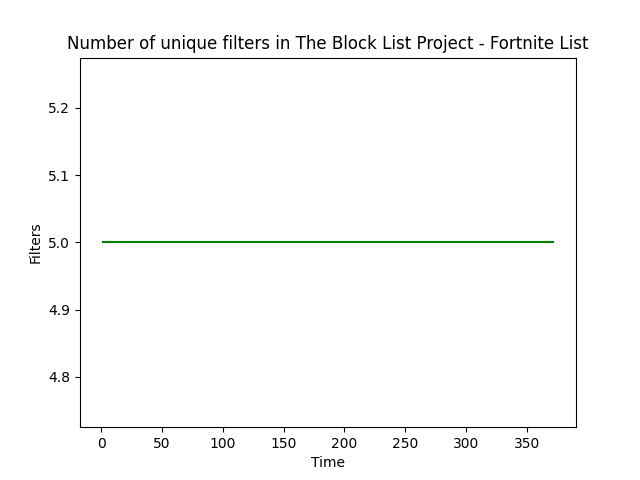 Number of unique filters in The Block List Project - Fortnite List
5.2
5.1
5.0
4.9
4.8
Filters
0 50 100 150 200 250 300 350
Time